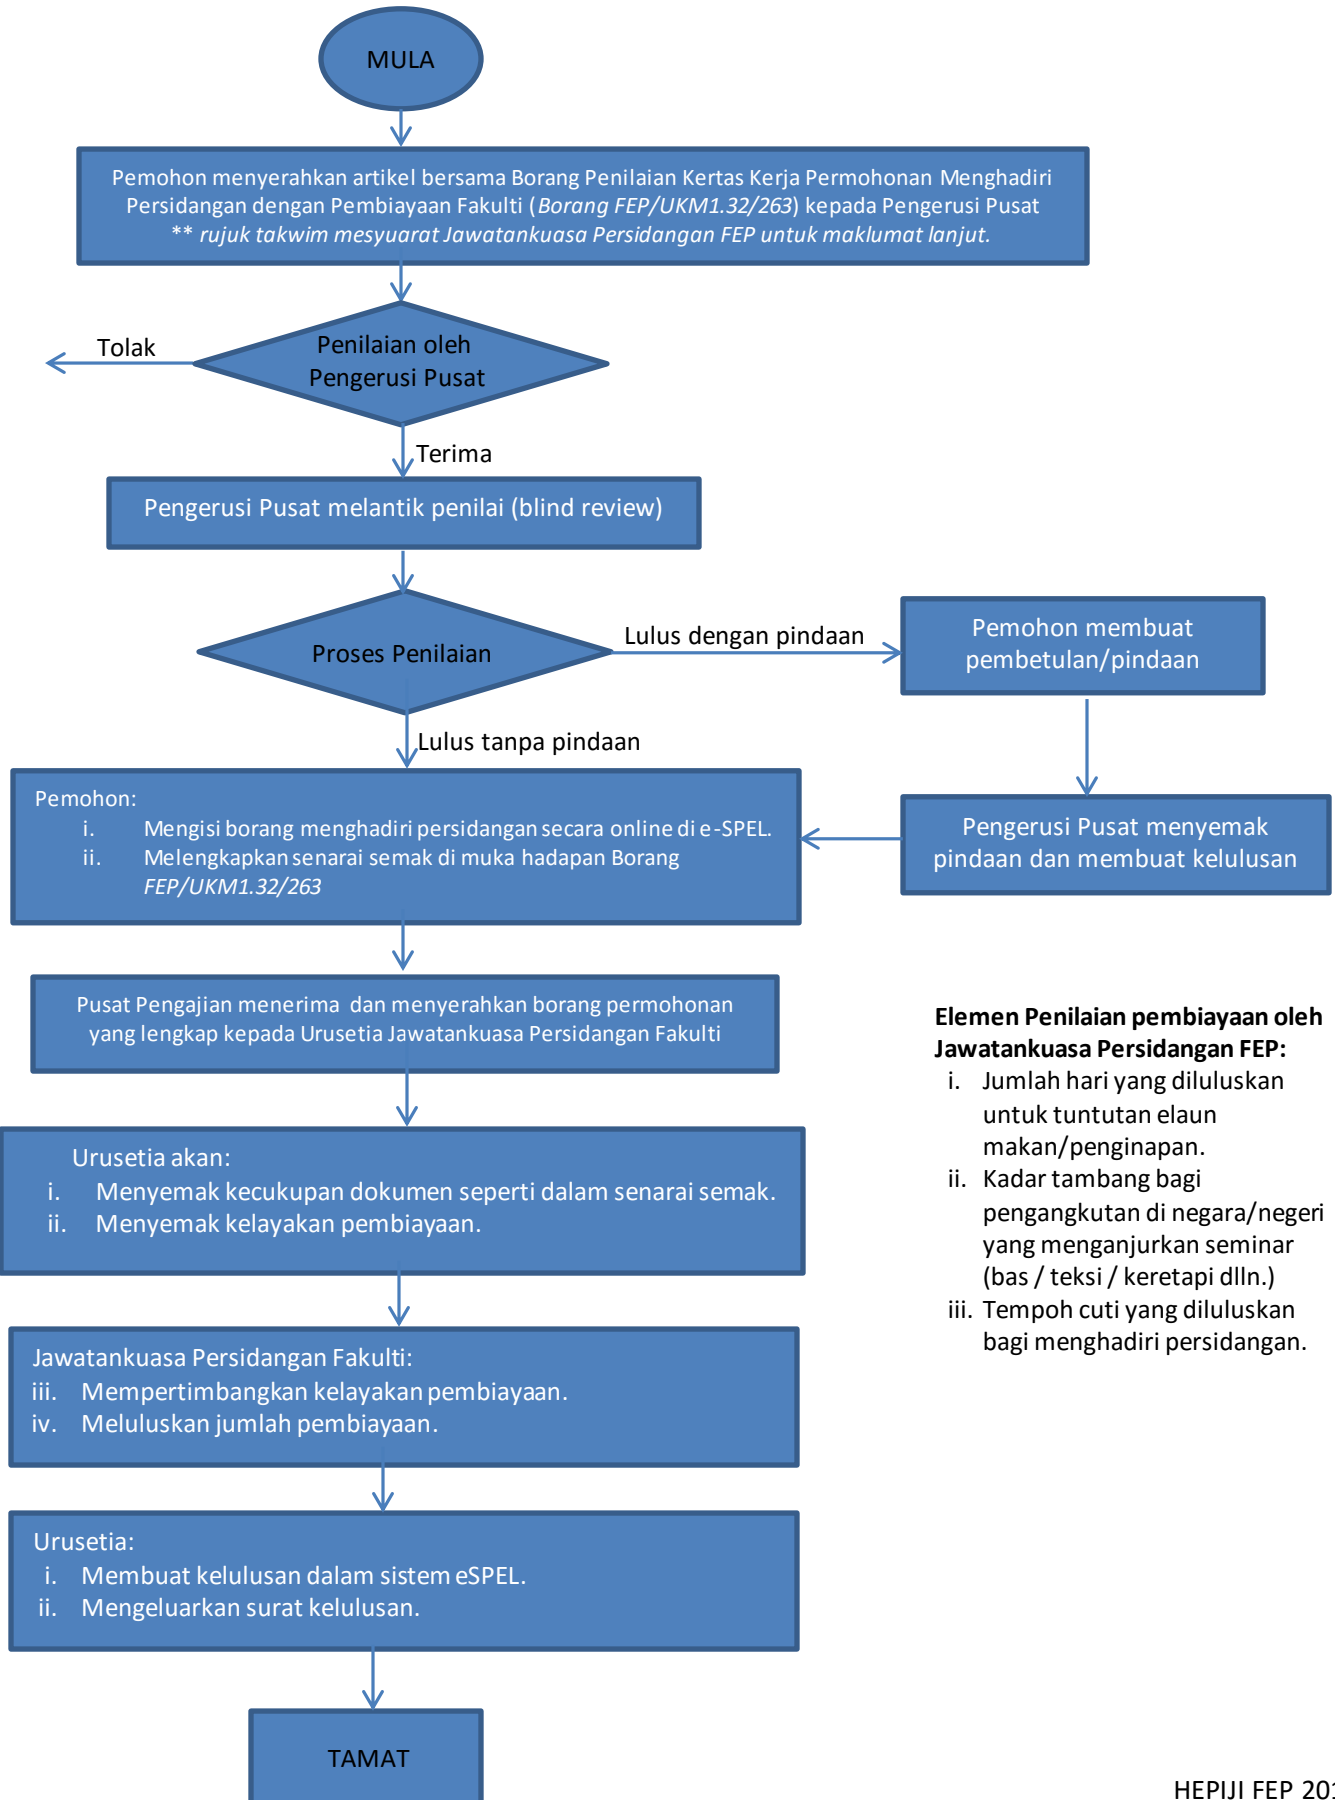 MULA
Pemohon menyerahkan artikel bersama Borang Penilaian Kertas Kerja Permohonan Menghadiri
Persidangan dengan Pembiayaan Fakulti (Borang FEP/UKM1.32/263) kepada Pengerusi Pusat
** rujuk takwim mesyuarat Jawatankuasa Persidangan FEP untuk maklumat lanjut.
Tolak
Penilaian oleh
Pengerusi Pusat
Terima
Pengerusi Pusat melantik penilai (blind review)
Proses Penilaian
Lulus dengan pindaan
Pemohon membuat
pembetulan/pindaan
Lulus tanpa pindaan
Pengerusi Pusat menyemak
pindaan dan membuat kelulusan
Pemohon:
i. Mengisi borang menghadiri persidangan secara online di e-SPEL.
ii. Melengkapkan senarai semak di muka hadapan Borang
FEP/UKM1.32/263
Pusat Pengajian menerima dan menyerahkan borang permohonan
yang lengkap kepada Urusetia Jawatankuasa Persidangan Fakulti
Urusetia akan:
i. Menyemak kecukupan dokumen seperti dalam senarai semak.
ii. Menyemak kelayakan pembiayaan.
Jawatankuasa Persidangan Fakulti:
iii. Mempertimbangkan kelayakan pembiayaan.
iv. Meluluskan jumlah pembiayaan.
Urusetia:
i. Membuat kelulusan dalam sistem eSPEL.
ii. Mengeluarkan surat kelulusan.
TAMAT
Elemen Penilaian pembiayaan oleh
Jawatankuasa Persidangan FEP:
i. Jumlah hari yang diluluskan
untuk tuntutan elaun
makan/penginapan.
ii. Kadar tambang bagi
pengangkutan di negara/negeri
yang menganjurkan seminar
(bas / teksi / keretapi dlln.)
iii. Tempoh cuti yang diluluskan
bagi menghadiri persidangan.
HEPIJI FEP